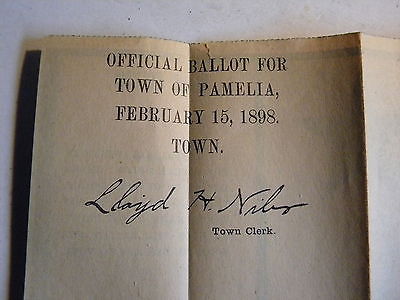 OFFICIAL BALLOT FOR
TOWN OF PAMELIA,
FEBRUARY 15, 1898.
TOWN.
Lloyd H. Niles
Town Clerk.